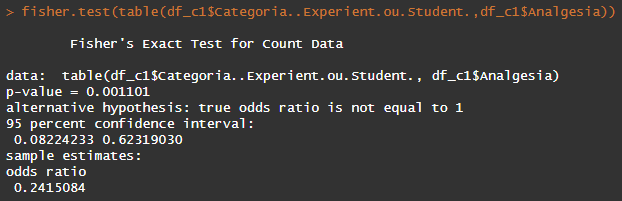 > fisher.test(table(df_c1$Categoria..Experient.ou.Student.,df_c1$Analgesia))
Fisher's Exact Test for Count Data
data:  table(df_c1$Categoria..Experient.ou.Student., df_c1$Analgesia)
p-value = 0.001101
alternative hypothesis: true odds ratio is not equal to 1
95 percent confidence interval:
0.08224233 0.62319030
sample estimates:
odds ratio
0.2415084